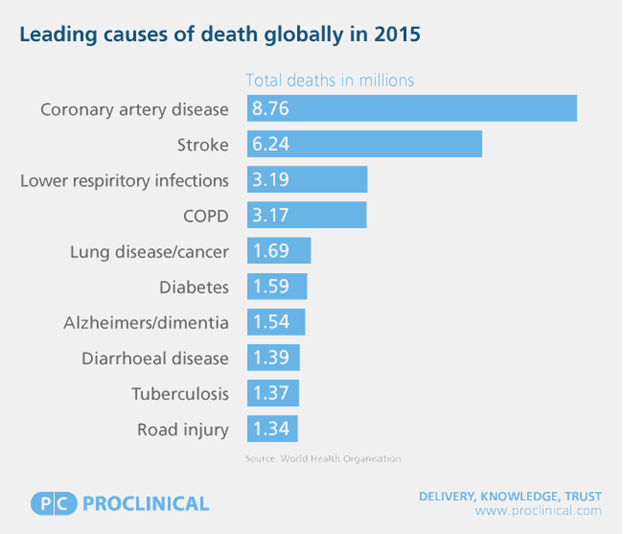 Leading causes of death globally in 2015
Total deaths in millions
Coronary artery disease 8.76
Stroke 6.24
Lower respiritory infections 3.19
COPD 3.17
Lung disease/cancer 1.69
Diabetes 1.59
Alzheimers/dimentia 1.54
Diarrhoeal disease 1.39
Tuberculosis 1.37
Road injury 1.34
Source: World Health Organisation
PC PROCLINICAL
DELIVERY, KNOWLEDGE, TRUST
www.proclinical.com